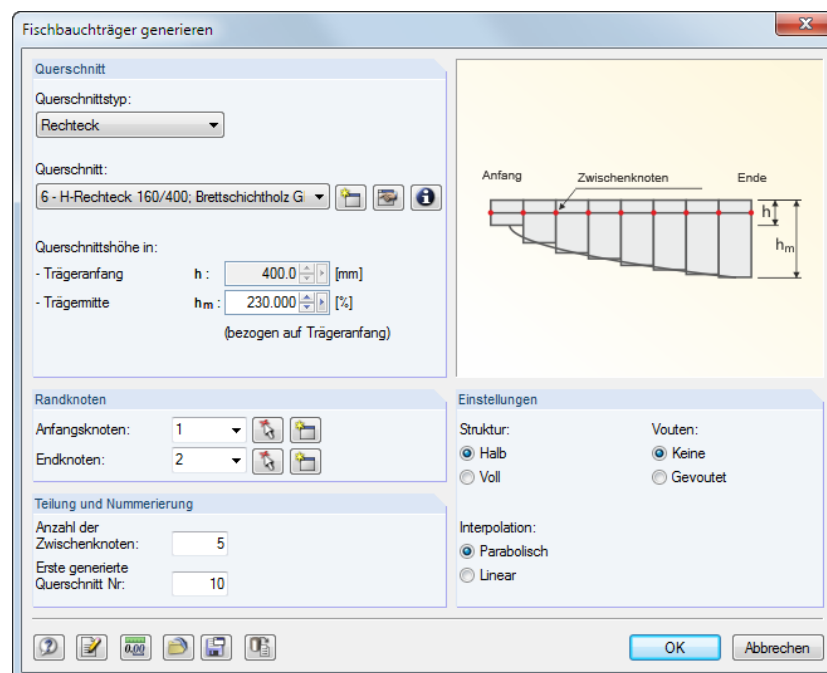 Fischbauchträger generieren
Querschnitt
Querschnittstyp:
Rechteck
Querschnitt:
6 - H-Rechteck 160/400; Brettschichtholz Gl
Querschnittshöhe in:
- Trägeranfang h : 400.0 [mm]
- Trägermitte hm : 230.000 [%]
(bezogen auf Trägeranfang)
Anfang Zwischenknoten Ende
h
hm
Randknoten
Anfangsknoten: 1
Endknoten: 2
Teilung und Nummerierung
Anzahl der
Zwischenknoten: 5
Erste generierte
Querschnitt Nr: 10
Einstellungen
Struktur: Vouten:
Halb Keine
Voll Gevoutet
Interpolation:
Parabolisch
Linear
0.00
OK Abbrechen